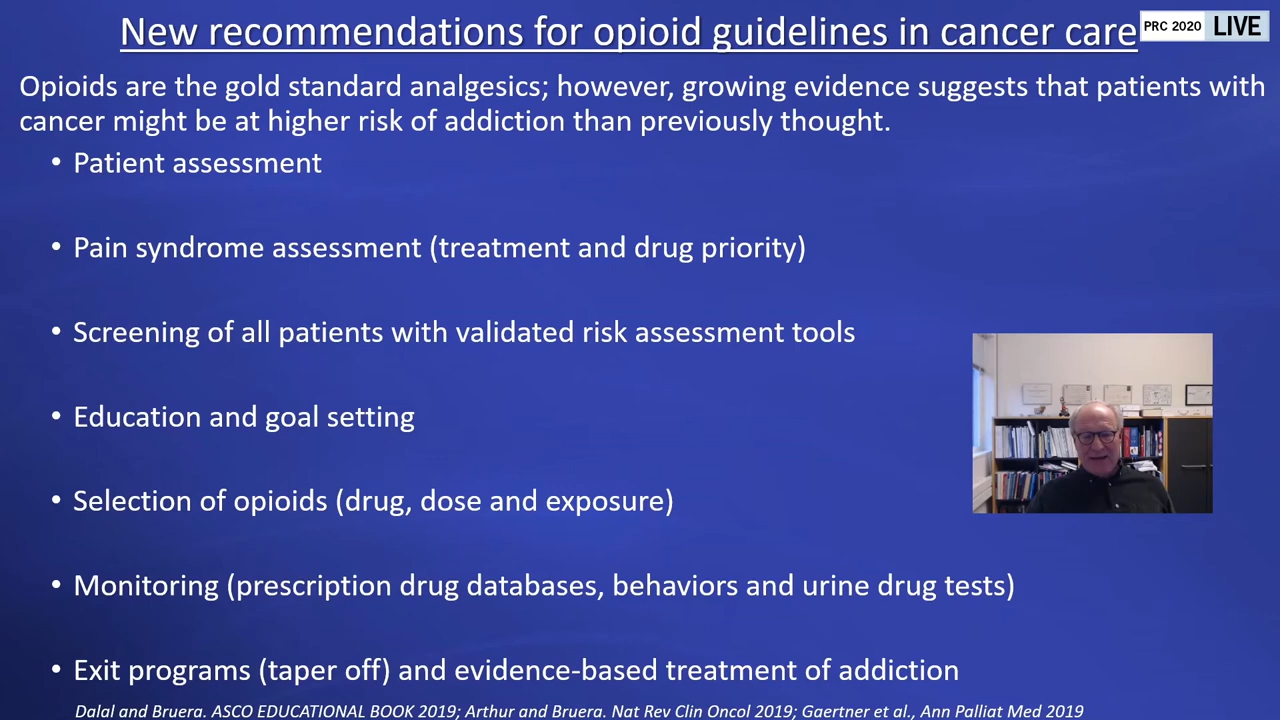 New recommendations for opioid guidelines in cancer care
PRC 2020 LIVE
Opioids are the gold standard analgesics; however, growing evidence suggests that patients with
cancer might be at higher risk of addiction than previously thought.
• Patient assessment
• Pain syndrome assessment (treatment and drug priority)
• Screening of all patients with validated risk assessment tools
• Education and goal setting
• Selection of opioids (drug, dose and exposure)
• Monitoring (prescription drug databases, behaviors and urine drug tests)
• Exit programs (taper off) and evidence-based treatment of addiction
Dalal and Bruera. ASCO EDUCATIONAL BOOK 2019; Arthur and Bruera. Nat Rev Clin Oncol 2019; Gaertner et al., Ann Palliat Med 2019